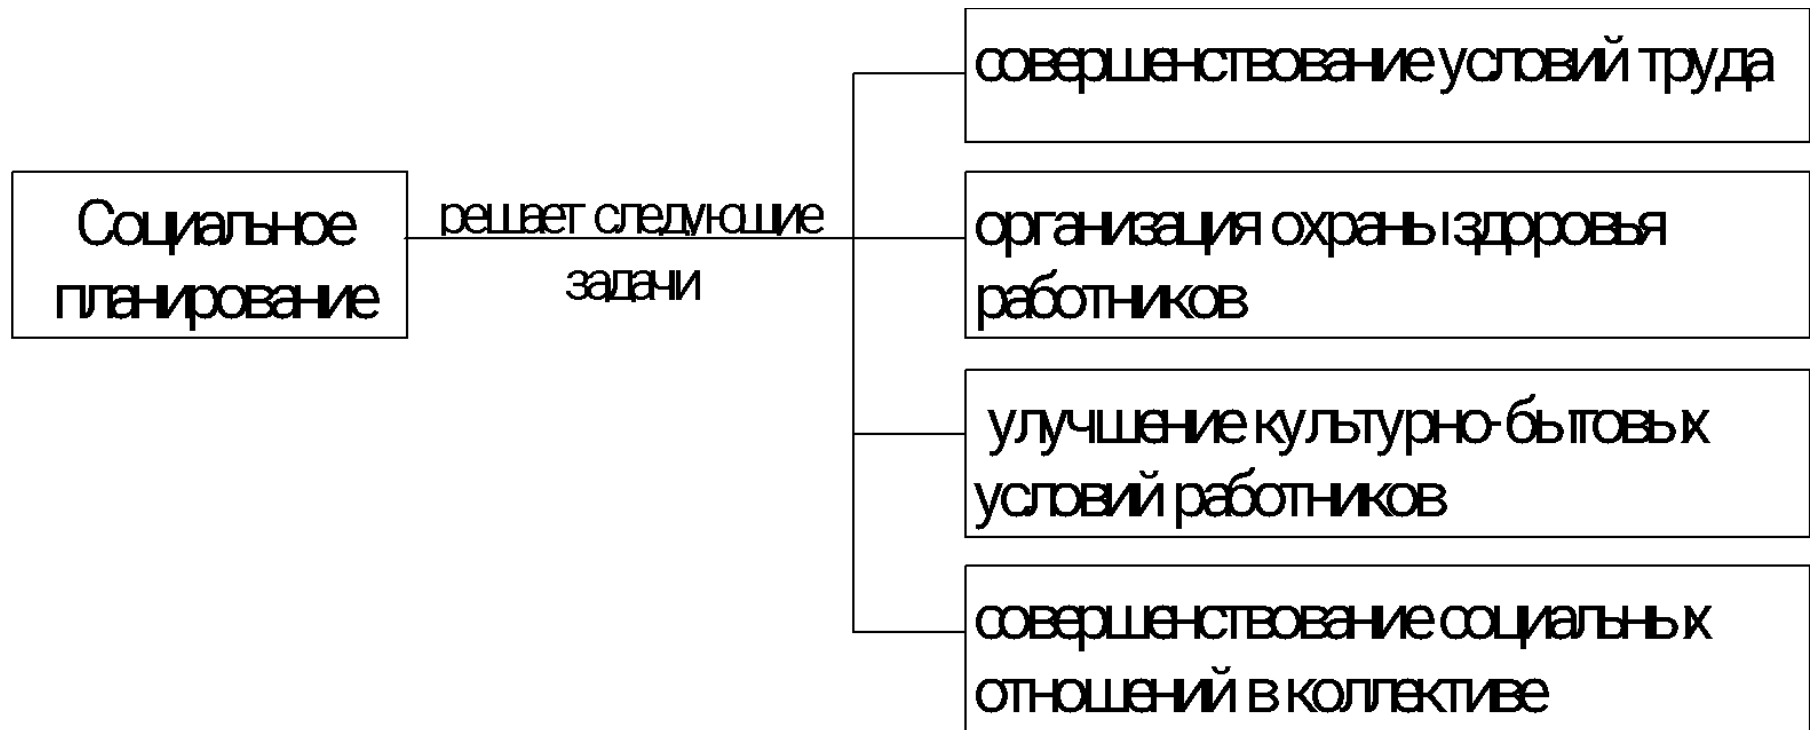 Социальное
планирование
решает следующие
задачи
совершенствование условий труда
организация охраны здоровья
работников
улучшение культурно-бытовых
условий работников
совершенствование социальных
отношений в коллективе